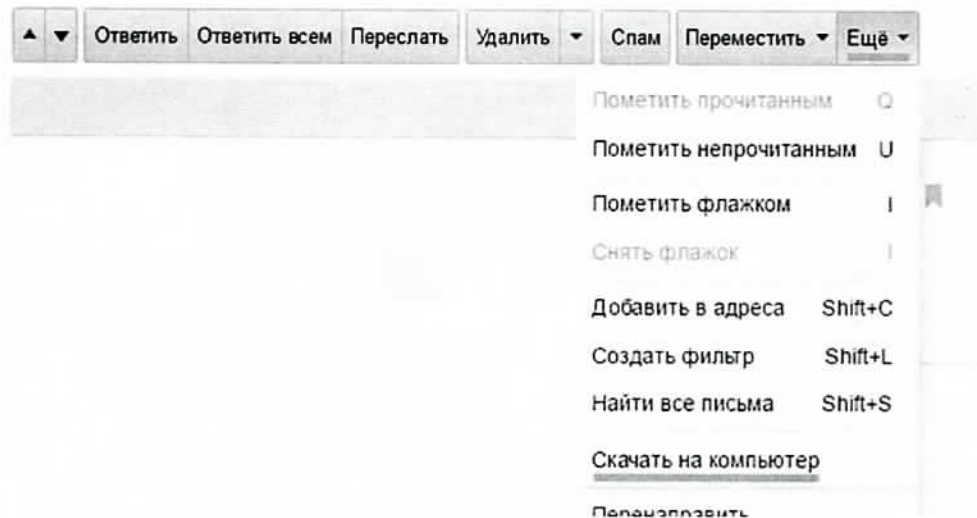 Ответить Ответить всем Переслать Удалить Спам Переместить Ещё
Пометить прочитанным Q
Пометить непрочитанным U
Пометить флажком I
Снять флажок I
Добавить в адреса Shift+C
Создать фильтр Shift+L
Найти все письма Shift+S
Скачать на компьютер
Перенаправить